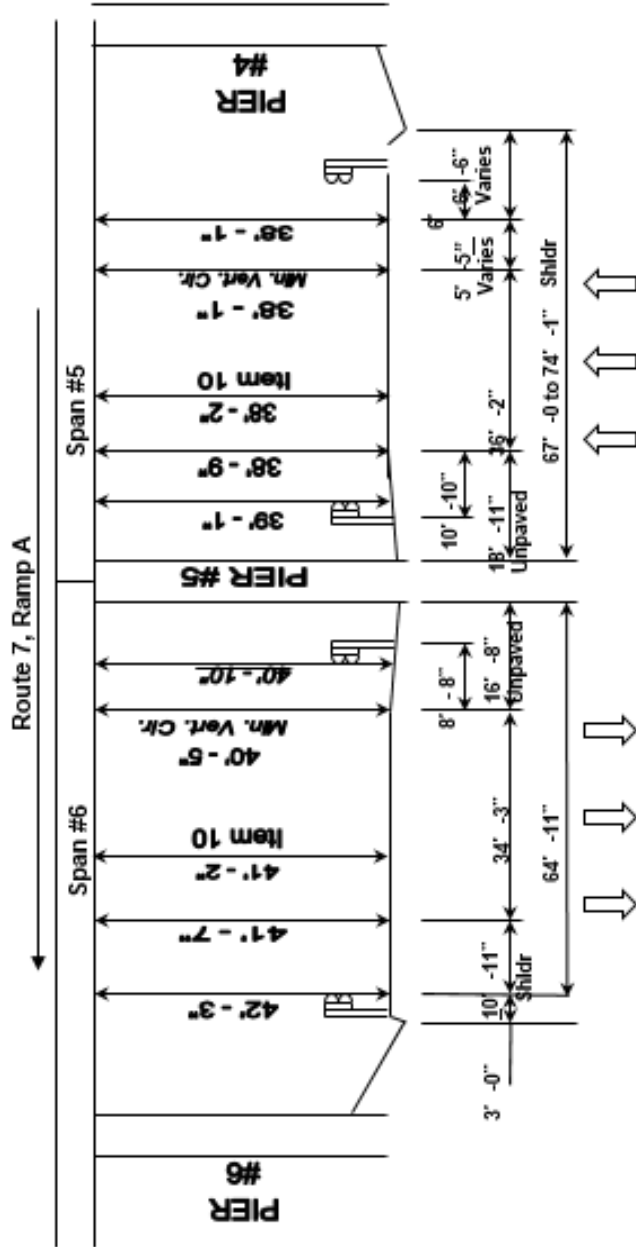 Route 7, Ramp A
Span #6
Span #5
PIER
#6
42' - 3"
41' - 7"
41' - 2"
Item 10
40' - 5"
Min. Vert. Clr.
40' - 10"
PIER #5
39' - 1"
38' - 9"
38' - 2"
Item 10
38' - 1"
Min. Vert. Clr.
38' - 1"
PIER
#4
3' -0"
10' -11"
Shldr
34' -3"
8' - 8"
16' -8"
Unpaved
64' -11"
10' -10"
18' -11"
Unpaved
36' -2"
5' -5"
Varies
6'
6' -6"
Varies
Shldr
67' -0 to 74' -1"